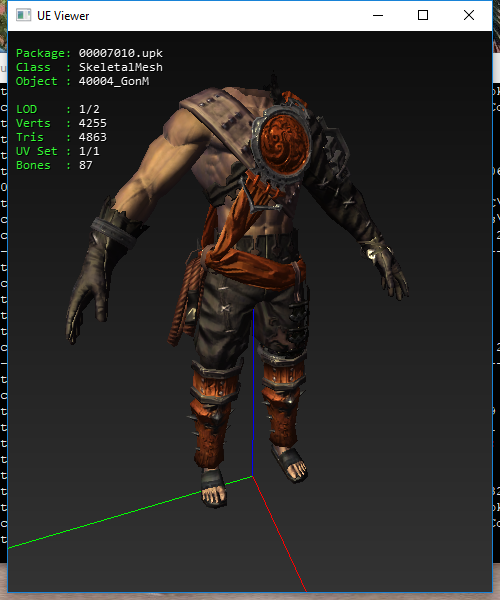 UE Viewer
Package: 00007010.upk
Class : SkeletalMesh
Object : 40004_GonM
LOD : 1/2
Verts : 4255
Tris : 4863
UV Set : 1/1
Bones : 87